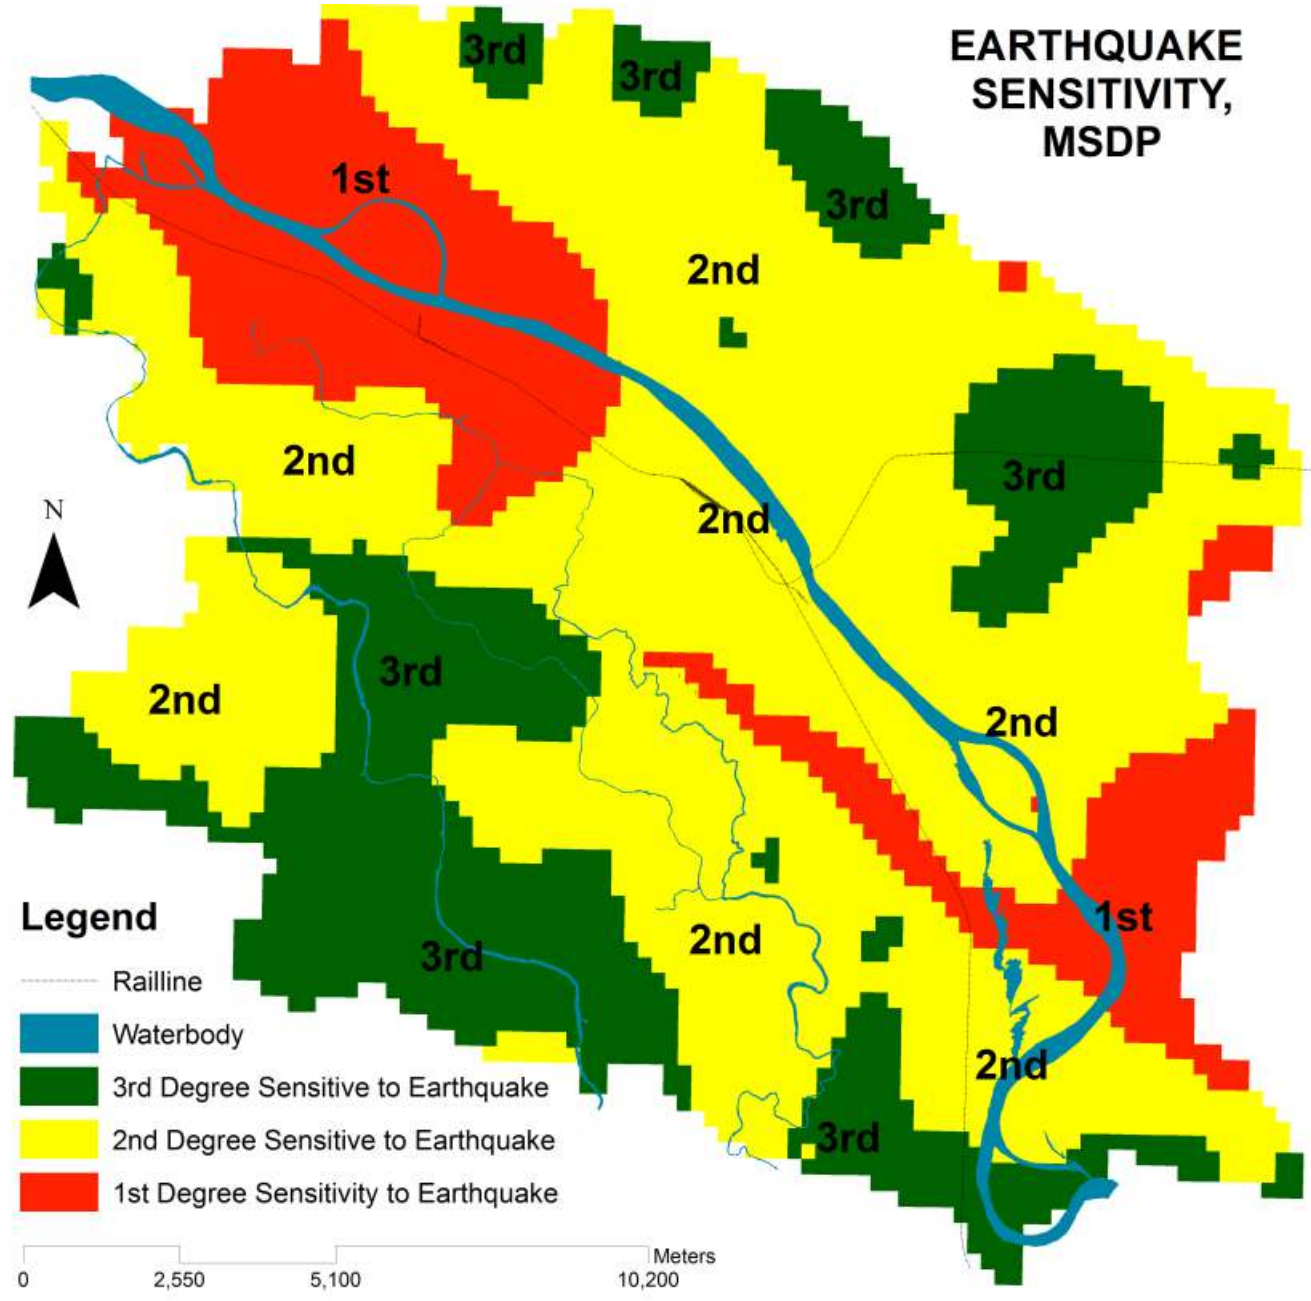 EARTHQUAKE
SENSITIVITY,
MSDP
3rd
3rd
3rd
1st
2nd
2nd
3rd
2nd
N
3rd
2nd
2nd
1st
2nd
3rd
2nd
3rd
Legend
Railline
Waterbody
3rd Degree Sensitive to Earthquake
2nd Degree Sensitive to Earthquake
1st Degree Sensitivity to Earthquake
Meters
0 2,550 5,100 10,200